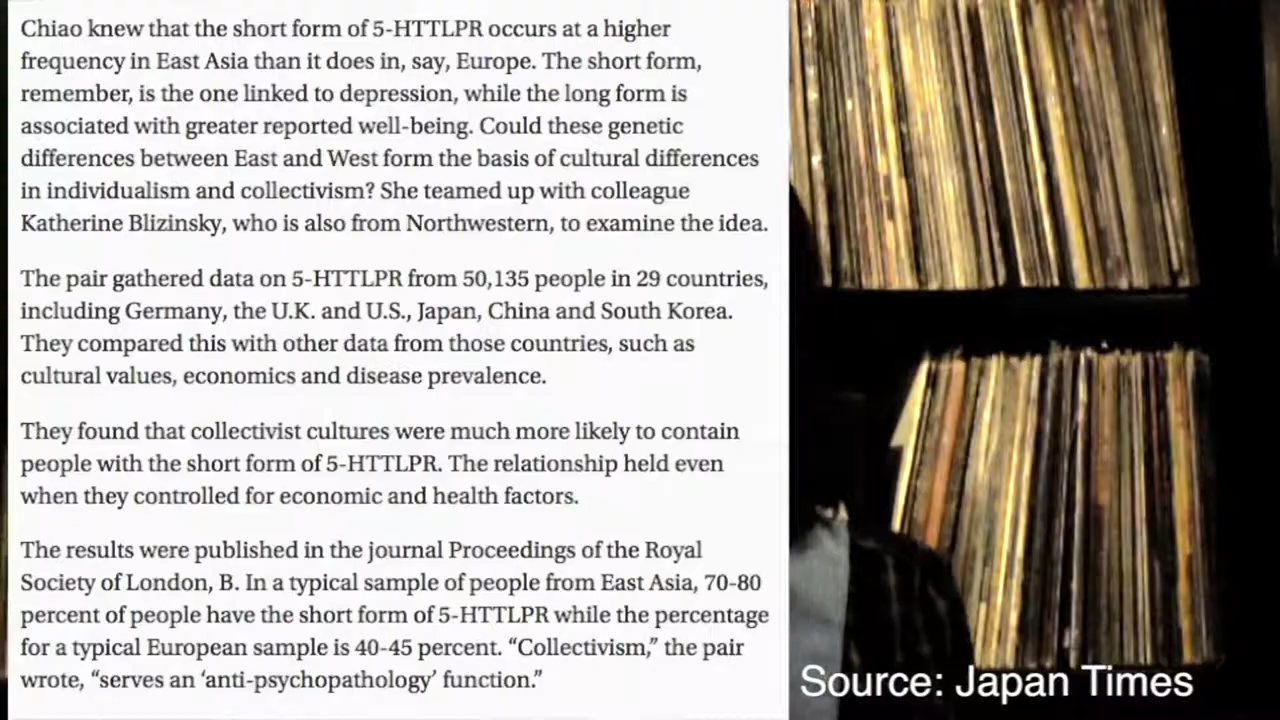 Chiao knew that the short form of 5-HTTLPR occurs at a higher
frequency in East Asia than it does in, say, Europe. The short form,
remember, is the one linked to depression, while the long form is
associated with greater reported well-being. Could these genetic
differences between East and West form the basis of cultural differences
in individualism and collectivism? She teamed up with colleague
Katherine Blizinsky, who is also from Northwestern, to examine the idea.
The pair gathered data on 5-HTTLPR from 50,135 people in 29 countries,
including Germany, the U.K. and U.S., Japan, China and South Korea.
They compared this with other data from those countries, such as
cultural values, economics and disease prevalence.
They found that collectivist cultures were much more likely to contain
people with the short form of 5-HTTLPR. The relationship held even
when they controlled for economic and health factors.
The results were published in the journal Proceedings of the Royal
Society of London, B. In a typical sample of people from East Asia, 70-80
percent of people have the short form of 5-HTTLPR while the percentage
for a typical European sample is 40-45 percent. “Collectivism,” the pair
wrote, “serves an ‘anti-psychopathology’ function.”
Source: Japan Times